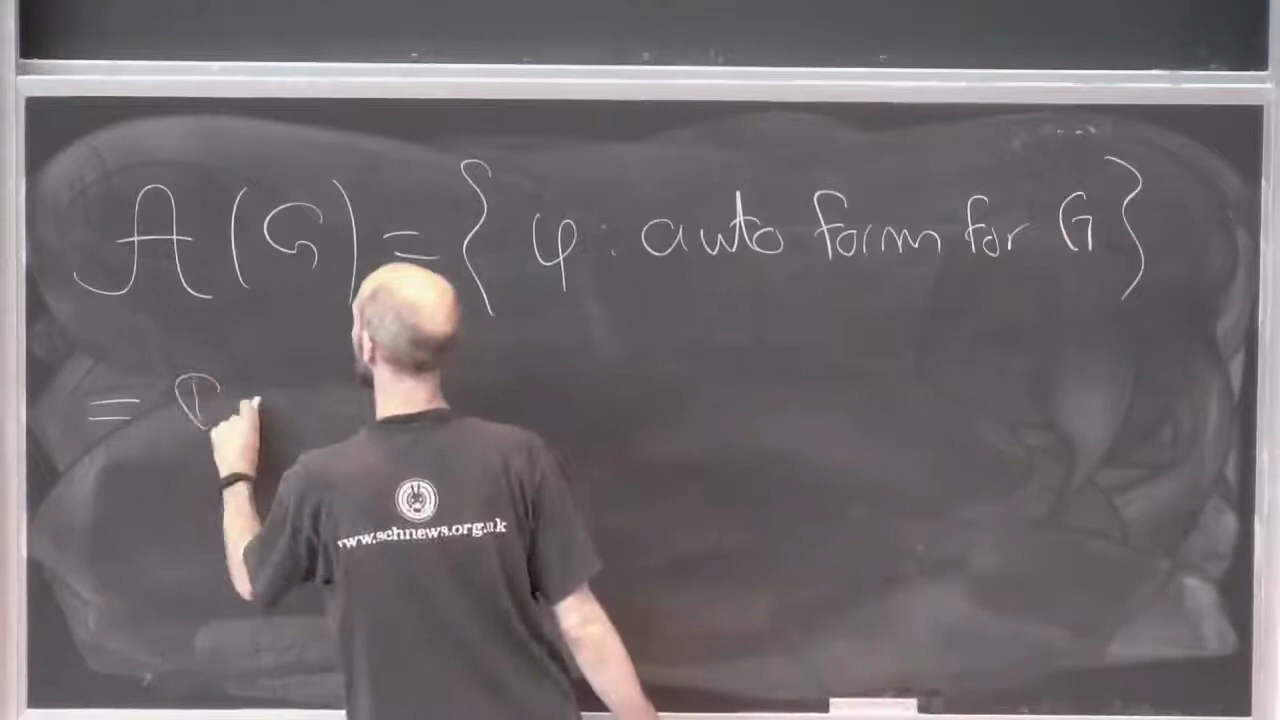 𝒜(G) = { φ : auto form for G }
=
www.schnews.org.uk